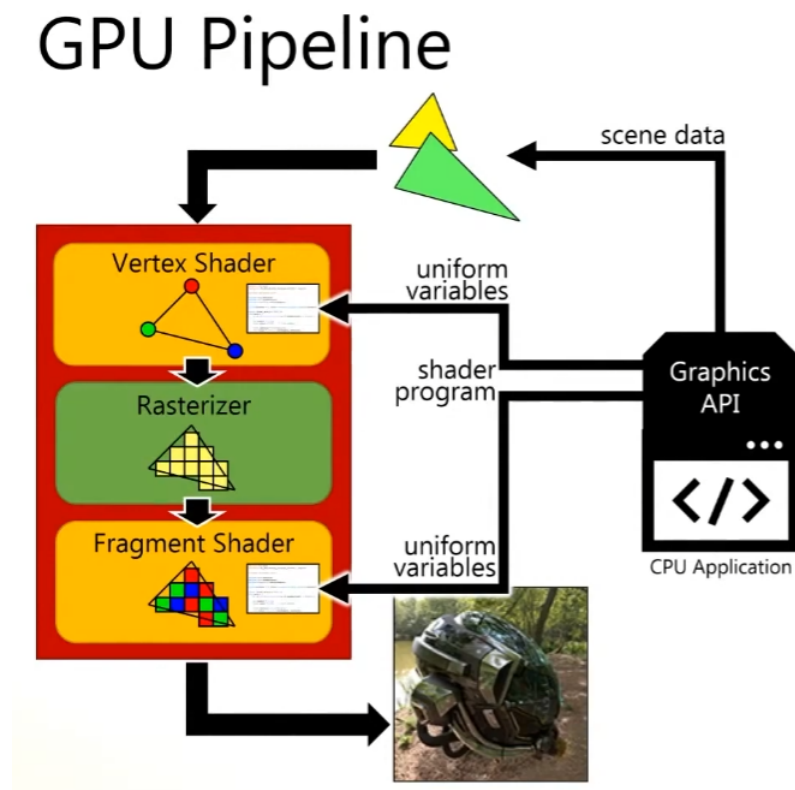 GPU Pipeline
scene data
Vertex Shader
uniform
variables
shader
program
Graphics
API
Rasterizer
</>
CPU Application
Fragment Shader
uniform
variables